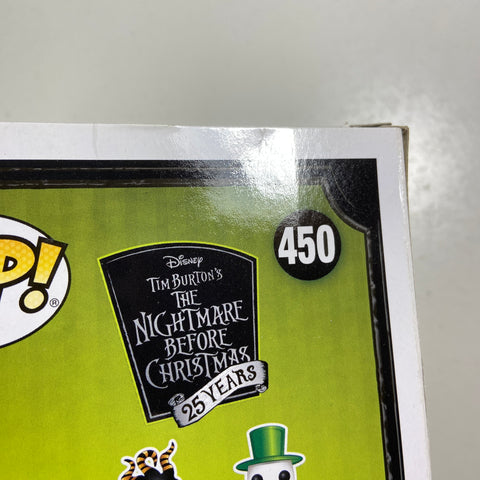 P!
®
450
Disney
TIM BURTON'S
THE
NIGHTMARE
BEFORE
CHRISTMAS
25 YEARS